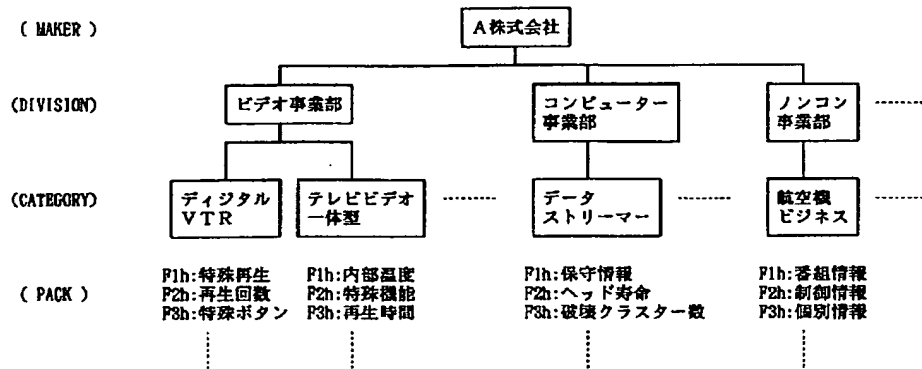 ( MAKER )
A株式会社
(DIVISION)
ビデオ事業部
コンピューター
事業部
ノンコン
事業部
(CATEGORY)
ディジタル
VTR
テレビビデオ
一体型
データ
ストリーマー
航空機
ビジネス
( PACK )
F1h:特殊再生
F2h:再生回数
F3h:特殊ボタン
F1h:内部温度
F2h:特殊機能
F3h:再生時間
F1h:保守情報
F2h:ヘッド寿命
F3h:破壊クラスター数
F1h:番組情報
F2h:制御情報
F3h:個別情報